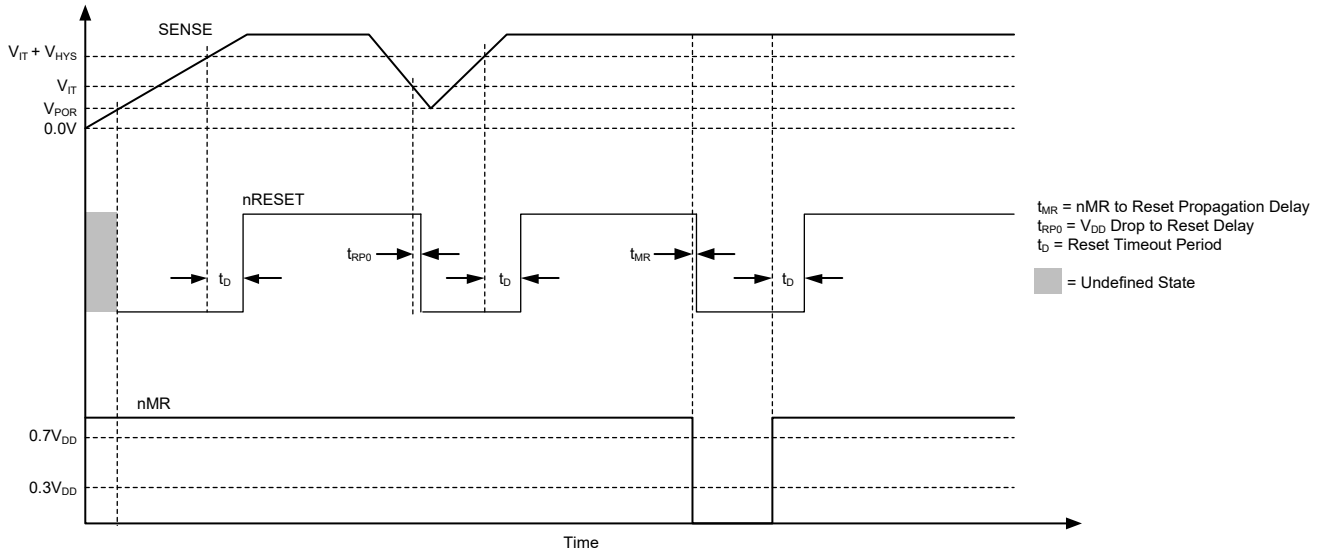 SENSE
V_IT + V_HYS
V_IT
V_POR
0.0V
nRESET
t_D
t_RP0
t_D
t_MR
t_D
t_MR = nMR to Reset Propagation Delay
t_RP0 = V_DD Drop to Reset Delay
t_D = Reset Timeout Period
= Undefined State
nMR
0.7V_DD
0.3V_DD
Time